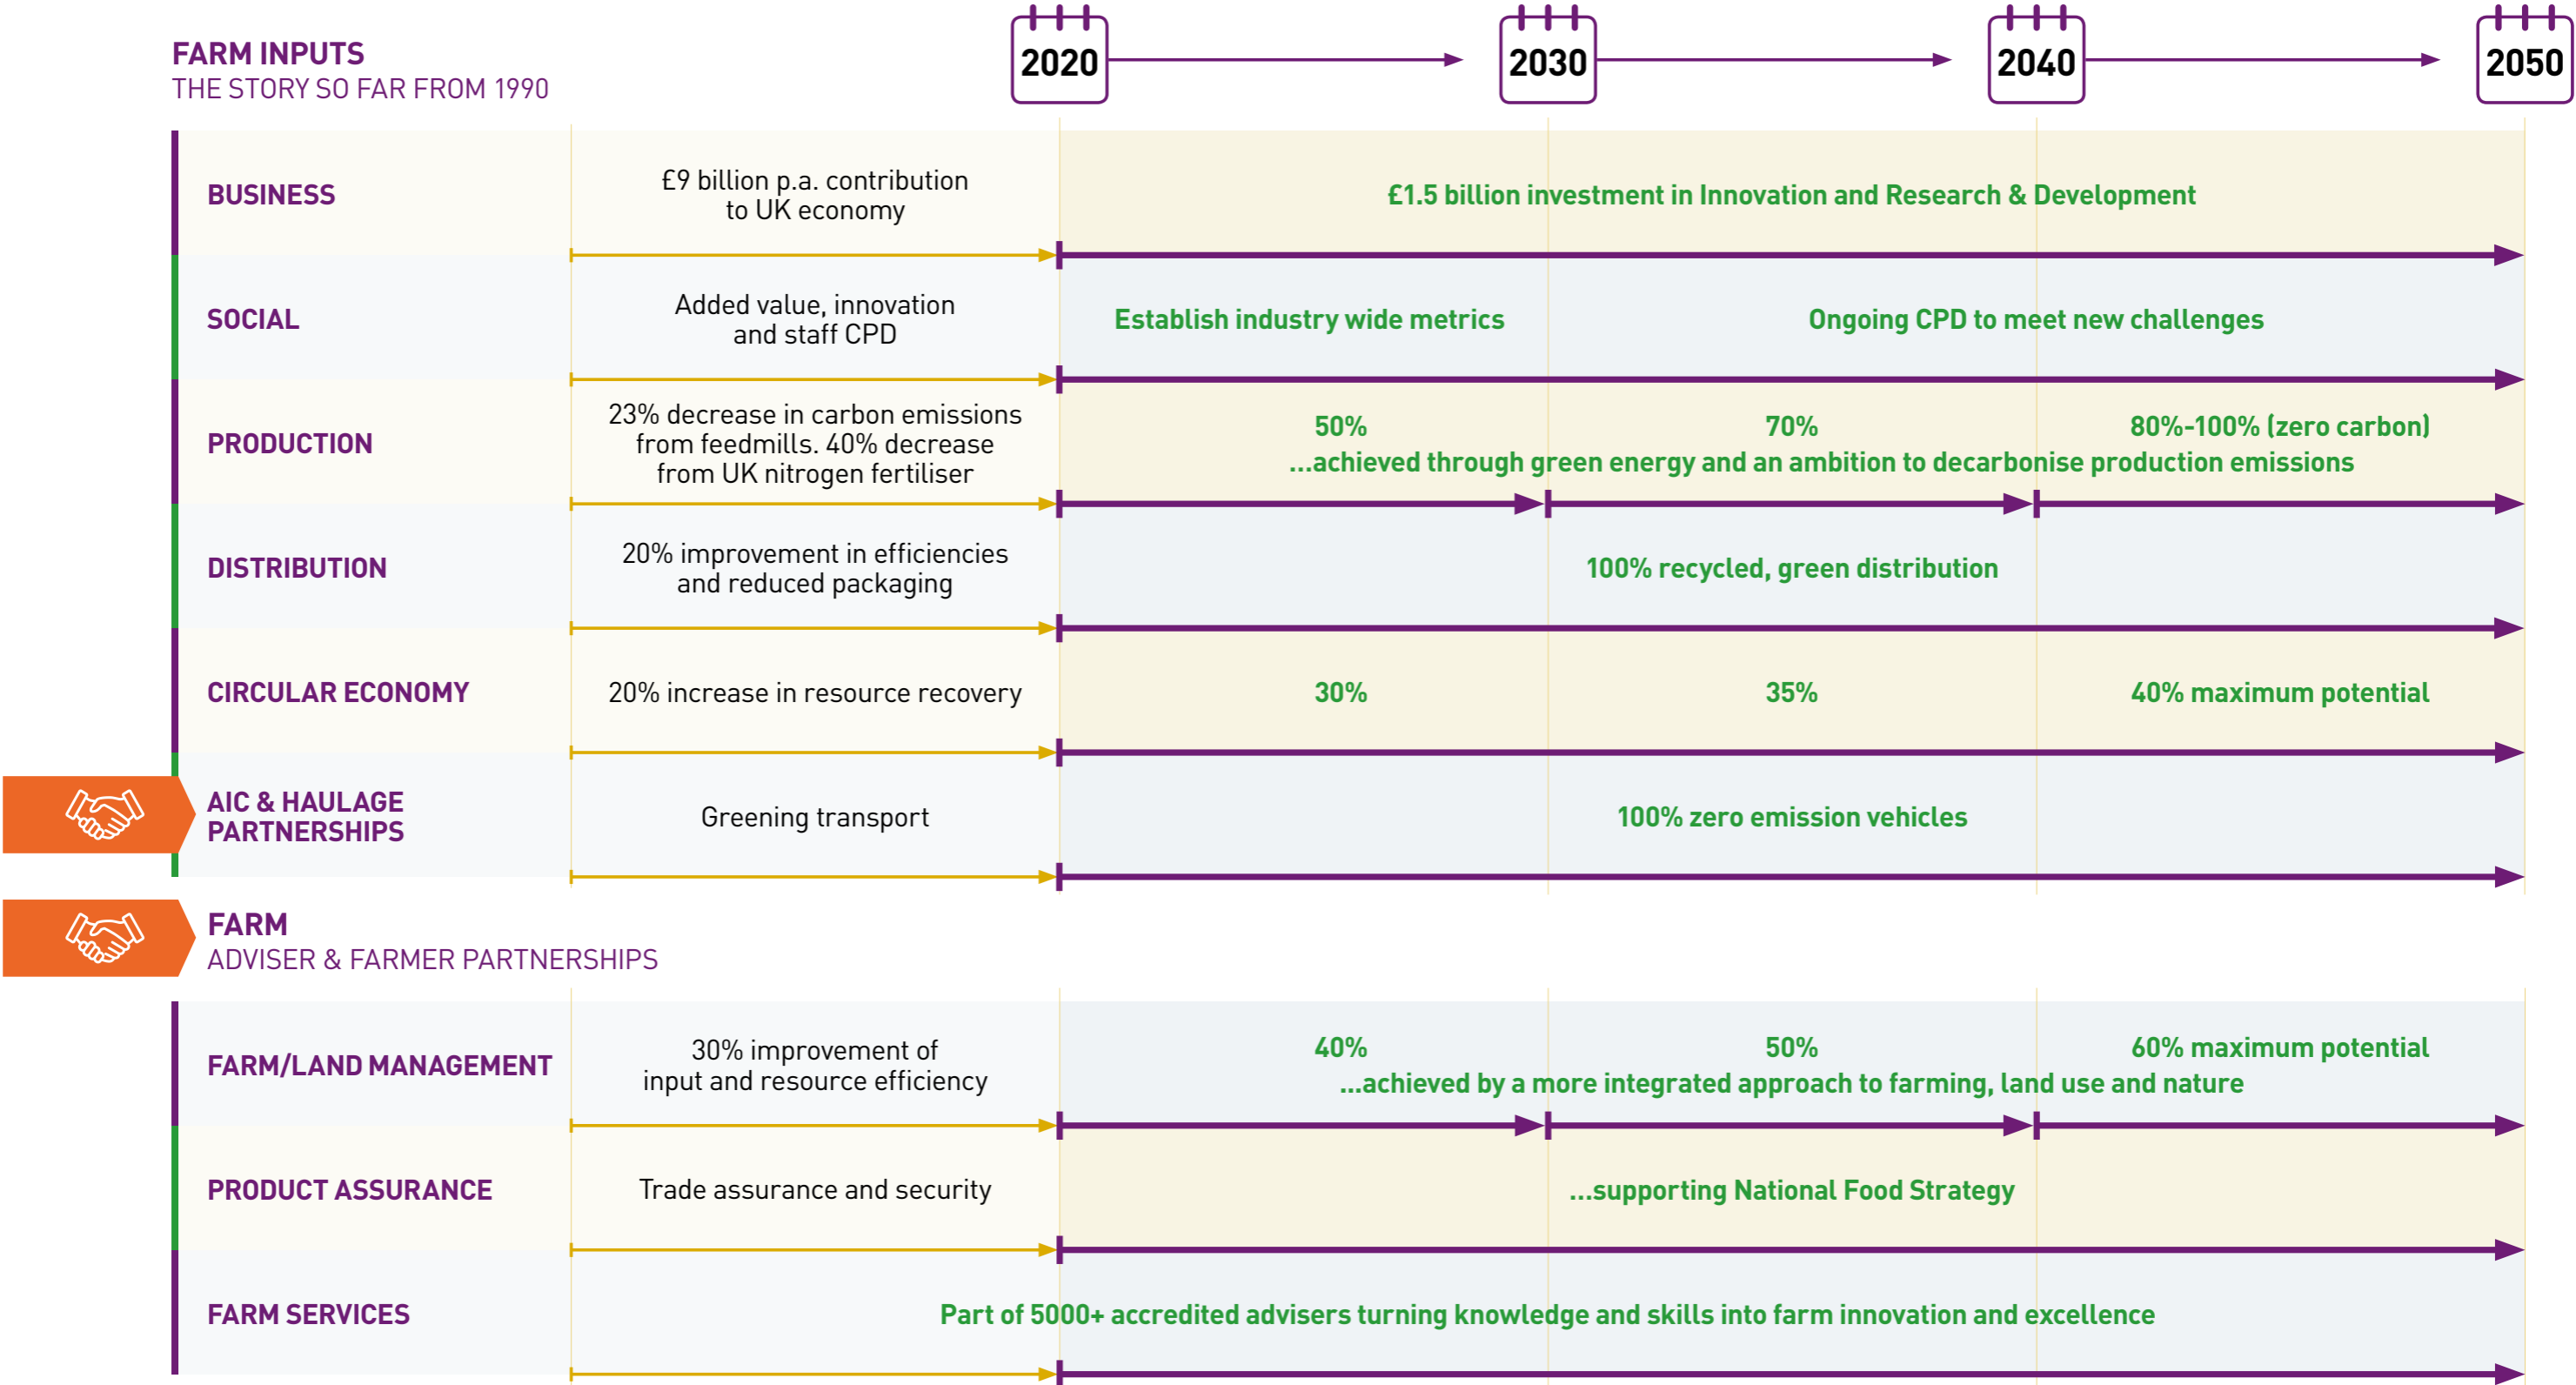 FARM INPUTS
THE STORY SO FAR FROM 1990
2020
2030
2040
2050
BUSINESS
£9 billion p.a. contribution
to UK economy
£1.5 billion investment in Innovation and Research & Development
SOCIAL
Added value, innovation
and staff CPD
Establish industry wide metrics
Ongoing CPD to meet new challenges
PRODUCTION
23% decrease in carbon emissions
from feedmills. 40% decrease
from UK nitrogen fertiliser
50%
70%
80%-100% (zero carbon)
...achieved through green energy and an ambition to decarbonise production emissions
DISTRIBUTION
20% improvement in efficiencies
and reduced packaging
100% recycled, green distribution
CIRCULAR ECONOMY
20% increase in resource recovery
30%
35%
40% maximum potential
AIC & HAULAGE
PARTNERSHIPS
Greening transport
100% zero emission vehicles
FARM
ADVISER & FARMER PARTNERSHIPS
FARM/LAND MANAGEMENT
30% improvement of
input and resource efficiency
40%
50%
60% maximum potential
...achieved by a more integrated approach to farming, land use and nature
PRODUCT ASSURANCE
Trade assurance and security
...supporting National Food Strategy
FARM SERVICES
Part of 5000+ accredited advisers turning knowledge and skills into farm innovation and excellence